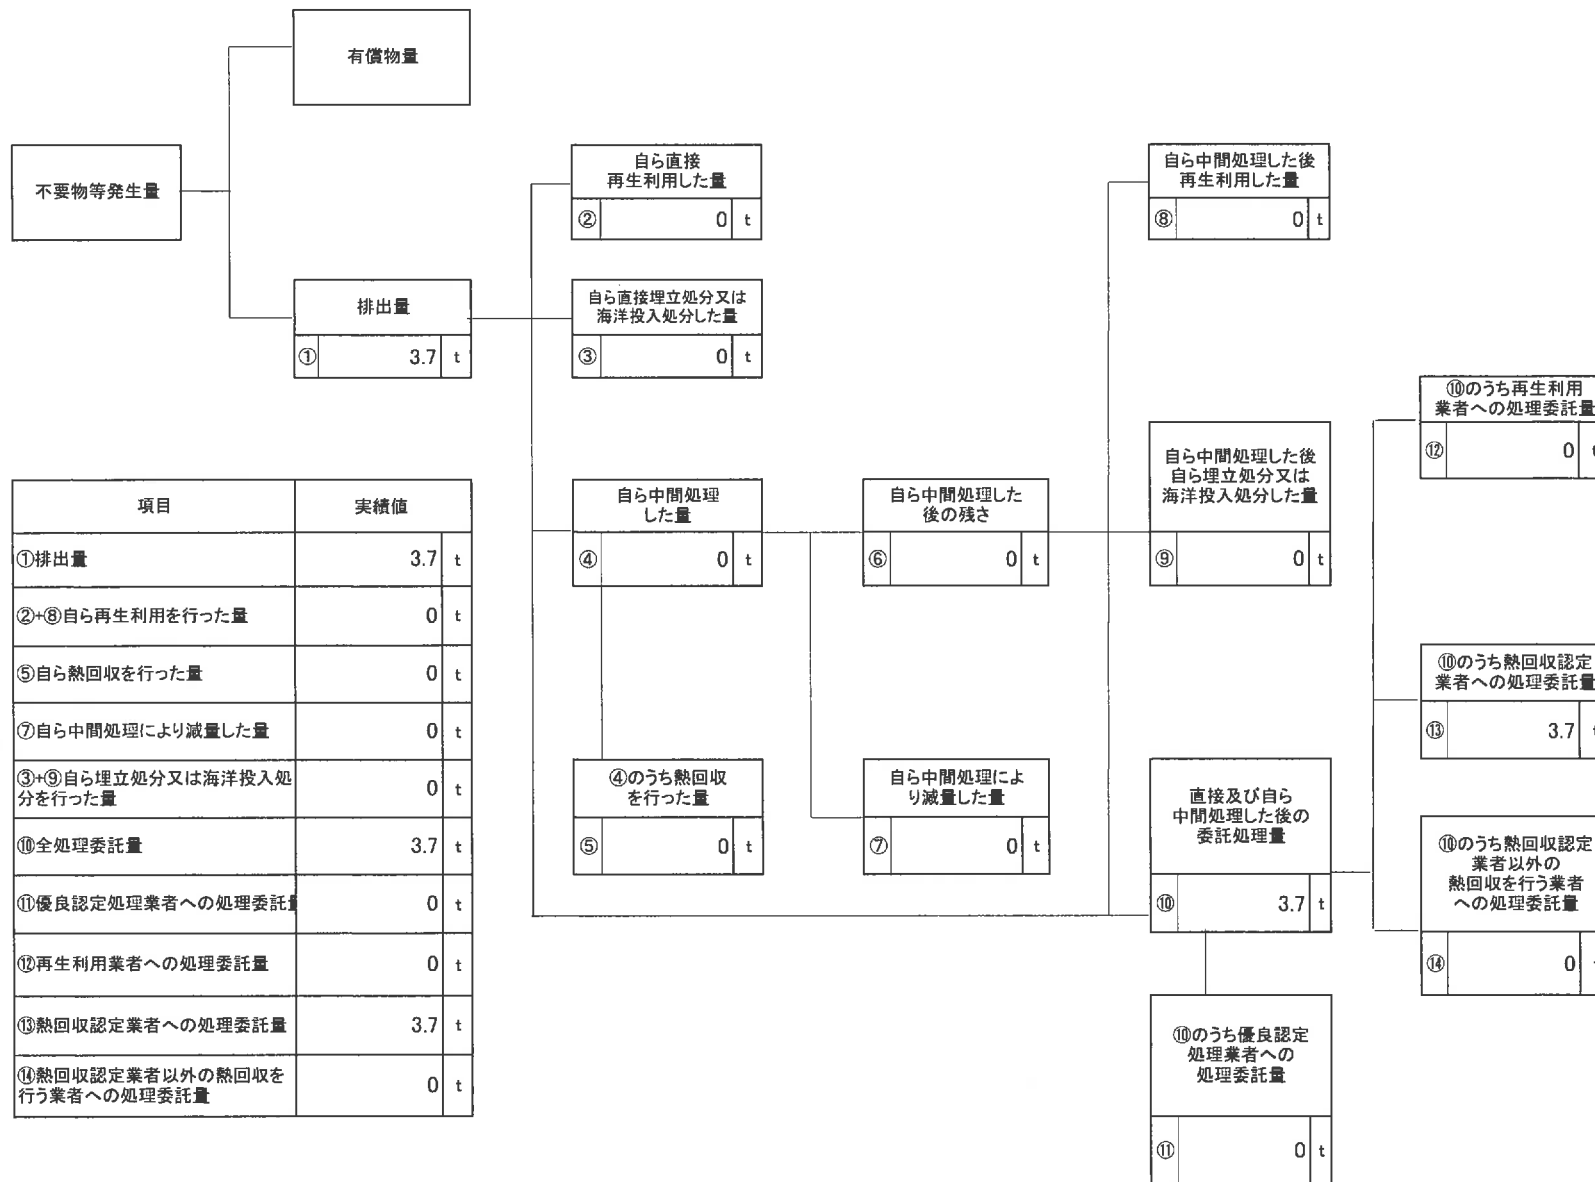 有償物量
不要物等発生量
排出量
① 3.7 t
自ら直接
再生利用した量
② 0 t
自ら直接埋立処分又は
海洋投入処分した量
③ 0 t
自ら中間処理
した量
④ 0 t
④のうち熱回収
を行った量
⑤ 0 t
自ら中間処理した
後の残さ
⑥ 0 t
自ら中間処理によ
り減量した量
⑦ 0 t
自ら中間処理した後
再生利用した量
⑧ 0 t
自ら中間処理した後
自ら埋立処分又は
海洋投入処分した量
⑨ 0 t
直接及び自ら
中間処理した後の
委託処理量
⑩ 3.7 t
⑩のうち優良認定
処理業者への
処理委託量
⑪ 0 t
⑩のうち再生利用
業者への処理委託量
⑫ 0 t
⑩のうち熱回収認定
業者への処理委託量
⑬ 3.7 t
⑩のうち熱回収認定
業者以外の
熱回収を行う業者
への処理委託量
⑭ 0
項目 実績値
①排出量 3.7 t
②+⑧自ら再生利用を行った量 0 t
⑤自ら熱回収を行った量 0 t
⑦自ら中間処理により減量した量 0 t
③+⑨自ら埋立処分又は海洋投入処
分を行った量 0 t
⑩全処理委託量 3.7 t
⑪優良認定処理業者への処理委託量 0 t
⑫再生利用業者への処理委託量 0 t
⑬熱回収認定業者への処理委託量 3.7 t
⑭熱回収認定業者以外の熱回収を
行う業者への処理委託量 0 t